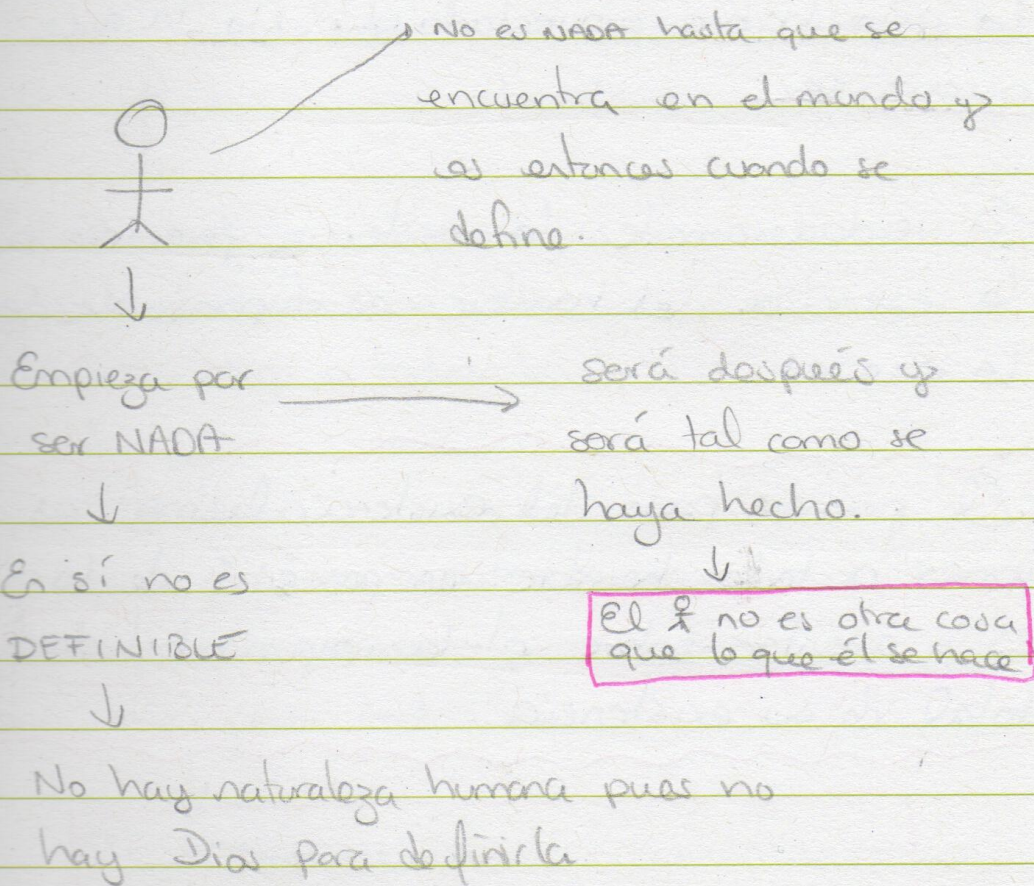 No es NADA hasta que se
encuentra en el mundo y
es entonces cuando se
define.
Empieza por
ser NADA
será después y
será tal como se
haya hecho.
En sí no es
DEFINIBLE
El no es otra cosa
que lo que él se hace
No hay naturaleza humana pues no
hay Dios para definirla